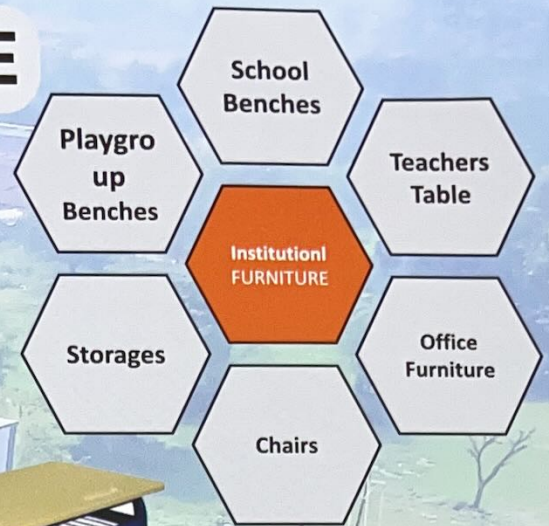 E
School
Benches
Playgro
up
Benches
Teachers
Table
Institutionl
FURNITURE
Storages
Office
Furniture
Chairs